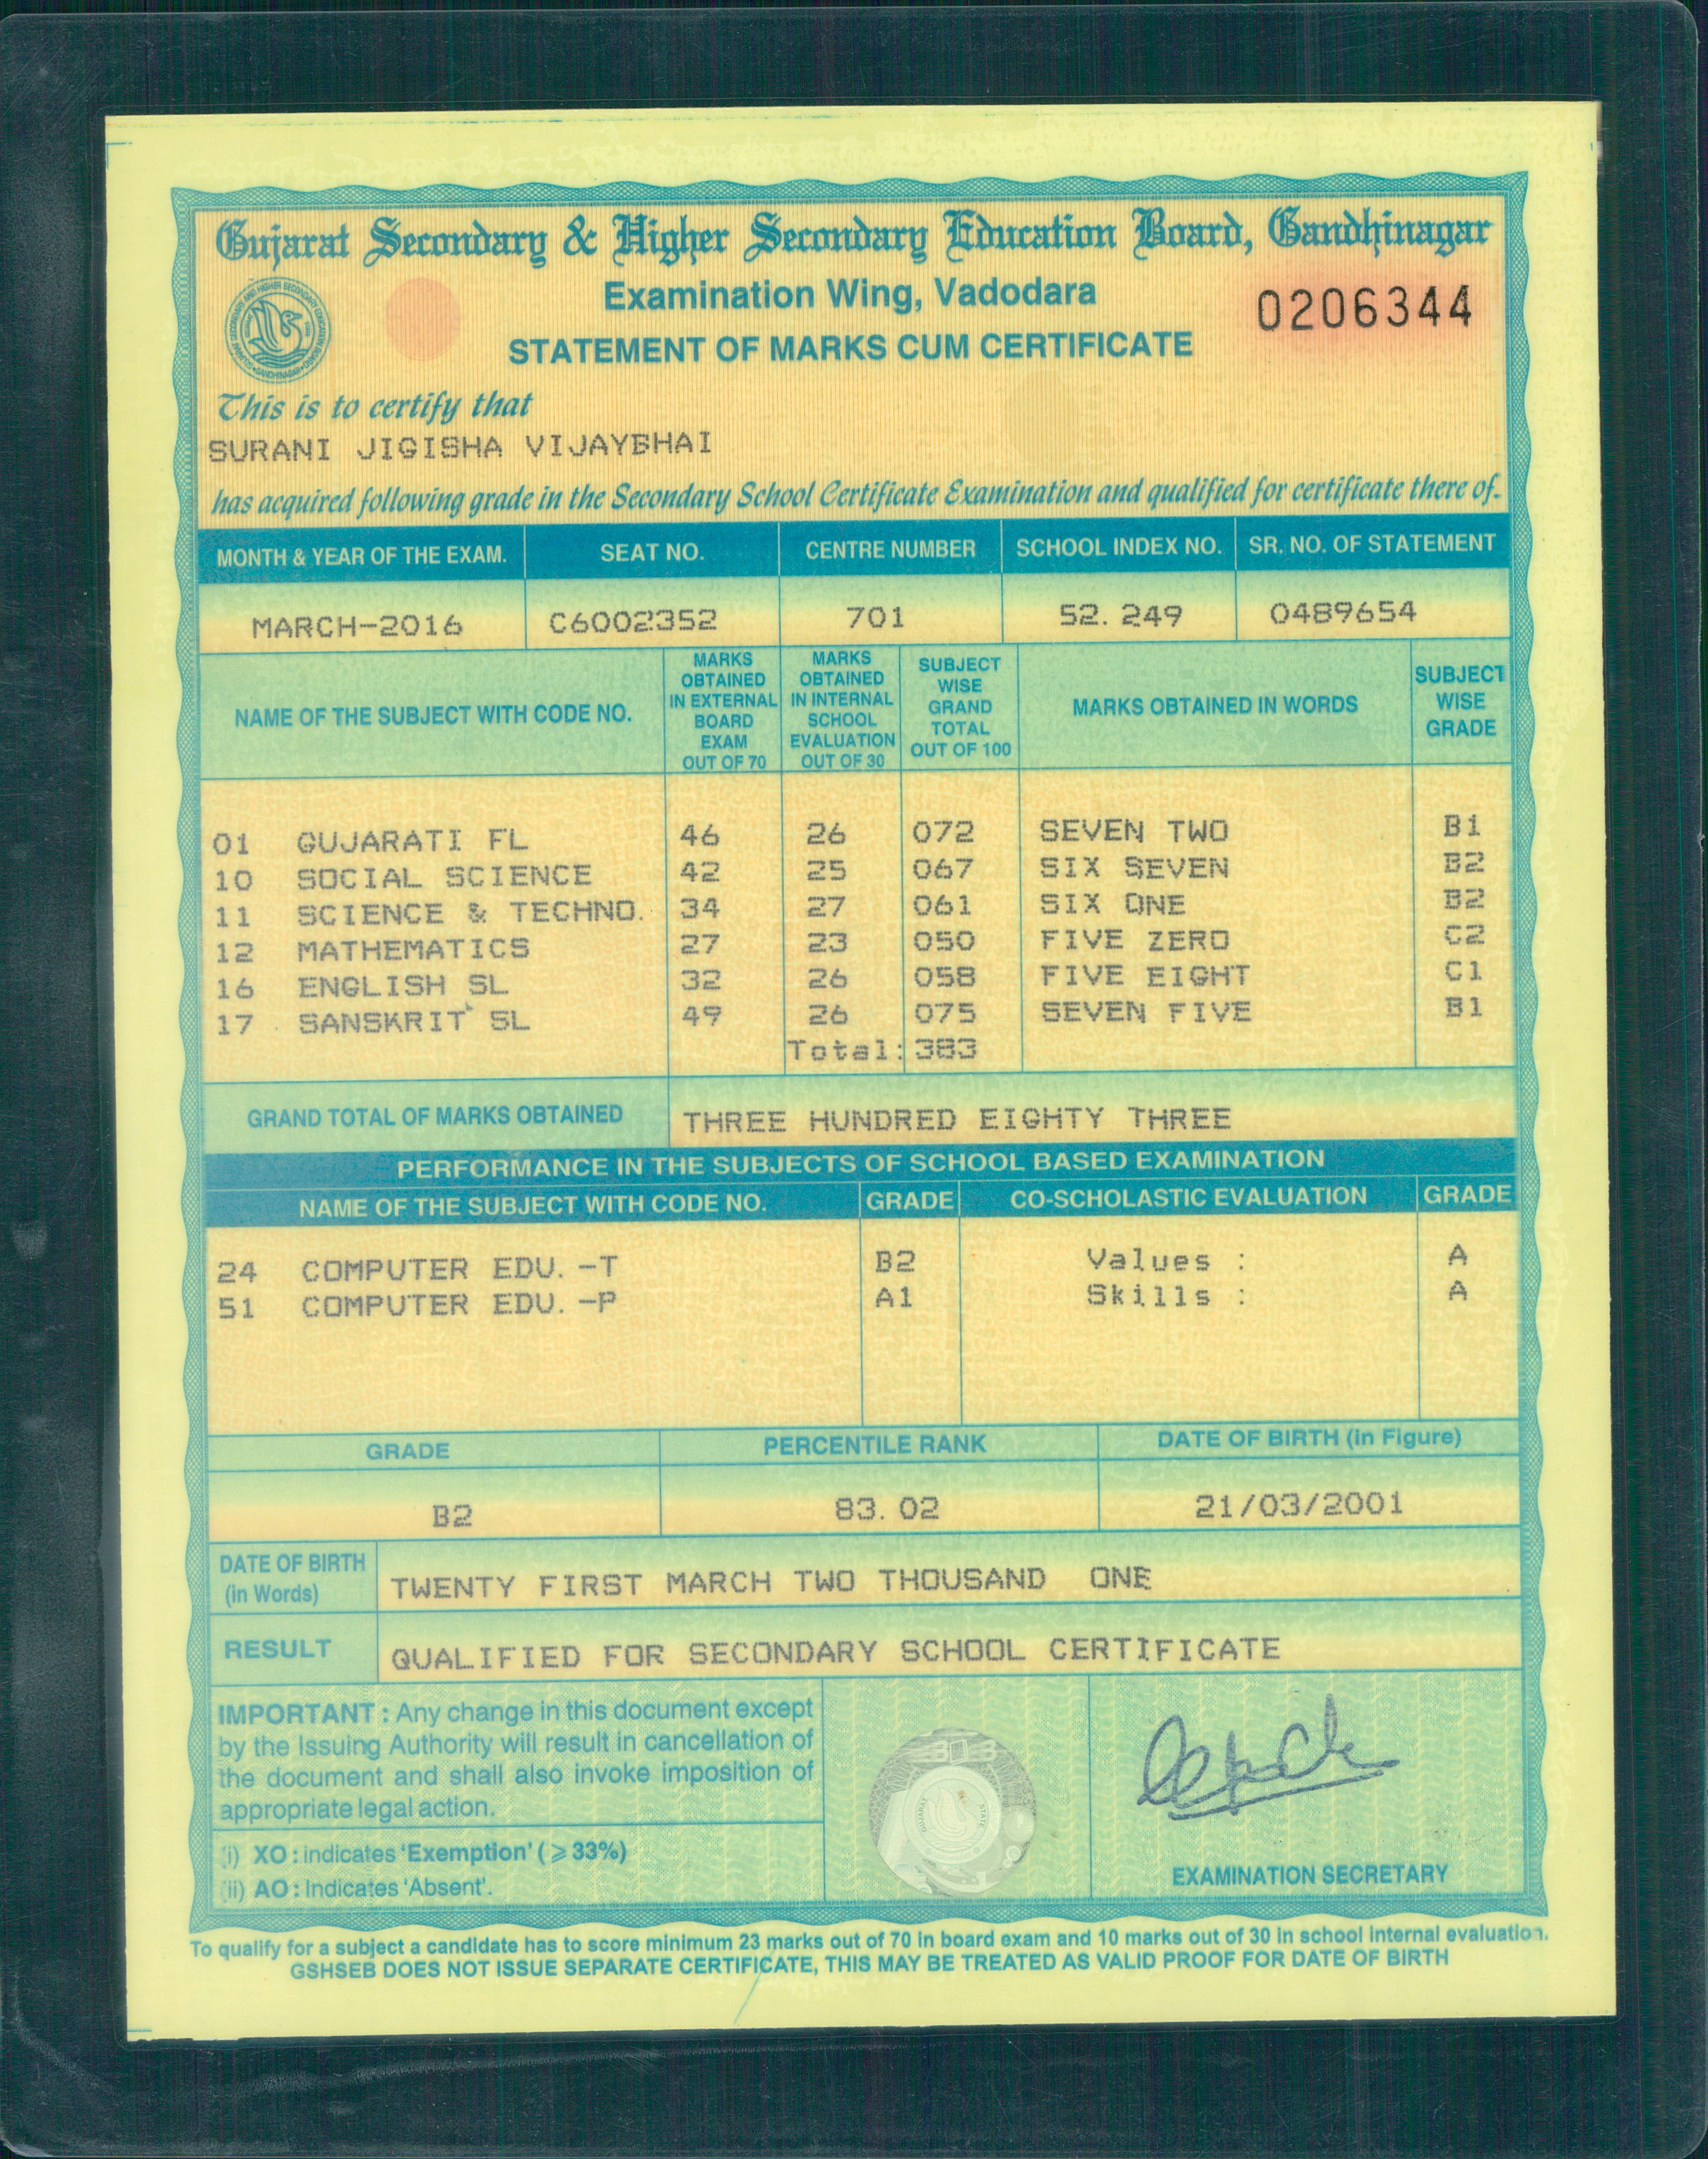 Gujarat Secondary & Higher Secondary Education Board, Gandhinagar
Examination Wing, Vadodara
0206344
STATEMENT OF MARKS CUM CERTIFICATE
This is to certify that
SURANI JIGISHA VIJAYBHAI
has acquired following grade in the Secondary School Certificate Examination and qualified for certificate there of.
MONTH & YEAR OF THE EXAM. SEAT NO. CENTRE NUMBER SCHOOL INDEX NO. SR. NO. OF STATEMENT
MARCH-2016 C6002352 701 52.249 0489654
NAME OF THE SUBJECT WITH CODE NO. MARKS OBTAINED IN EXTERNAL BOARD EXAM OUT OF 70 MARKS OBTAINED IN INTERNAL SCHOOL EVALUATION OUT OF 30 SUBJECT WISE GRAND TOTAL OUT OF 100 MARKS OBTAINED IN WORDS SUBJECT WISE GRADE
01 GUJARATI FL 46 26 072 SEVEN TWO B1
10 SOCIAL SCIENCE 42 25 067 SIX SEVEN B2
11 SCIENCE & TECHNO. 34 27 061 SIX ONE B2
12 MATHEMATICS 27 23 050 FIVE ZERO C2
16 ENGLISH SL 32 26 058 FIVE EIGHT C1
17 SANSKRIT SL 49 26 075 SEVEN FIVE B1
Total: 383
GRAND TOTAL OF MARKS OBTAINED THREE HUNDRED EIGHTY THREE
PERFORMANCE IN THE SUBJECTS OF SCHOOL BASED EXAMINATION
NAME OF THE SUBJECT WITH CODE NO. GRADE CO-SCHOLASTIC EVALUATION GRADE
24 COMPUTER EDU.-T B2 Values : A
51 COMPUTER EDU.-P A1 Skills : A
GRADE PERCENTILE RANK DATE OF BIRTH (in Figure)
B2 83.02 21/03/2001
DATE OF BIRTH (in Words) TWENTY FIRST MARCH TWO THOUSAND ONE
RESULT QUALIFIED FOR SECONDARY SCHOOL CERTIFICATE
IMPORTANT : Any change in this document except
by the Issuing Authority will result in cancellation of
the document and shall also invoke imposition of
appropriate legal action.
(i) XO : indicates 'Exemption' (⩾33%)
(ii) AO : Indicates 'Absent'.
EXAMINATION SECRETARY
To qualify for a subject a candidate has to score minimum 23 marks out of 70 in board exam and 10 marks out of 30 in school internal evaluation.
GSHSEB DOES NOT ISSUE SEPARATE CERTIFICATE, THIS MAY BE TREATED AS VALID PROOF FOR DATE OF BIRTH